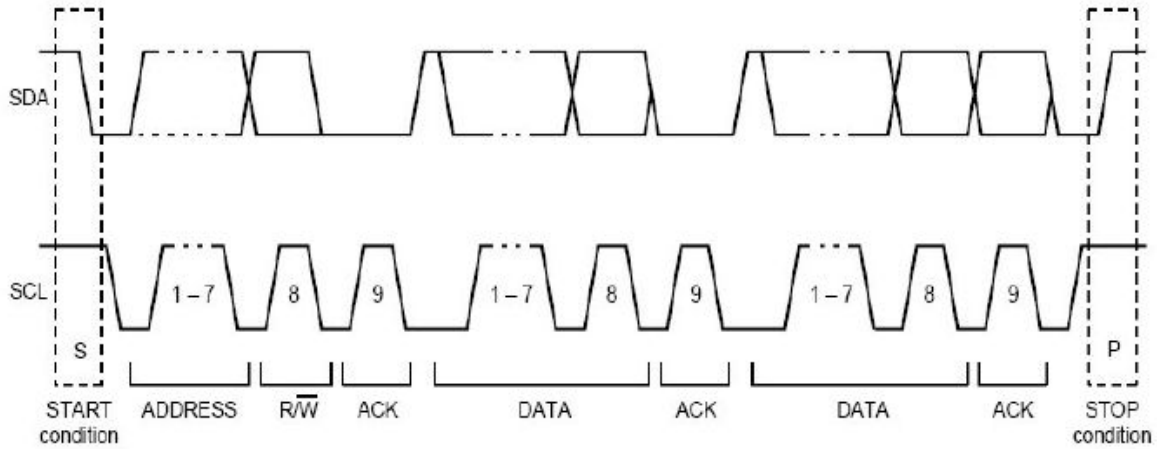 SDA
SCL
1 – 7 8 9 1 – 7 8 9 1 – 7 8 9
S P
START ADDRESS R/W̅ ACK DATA ACK DATA ACK STOP
condition condition